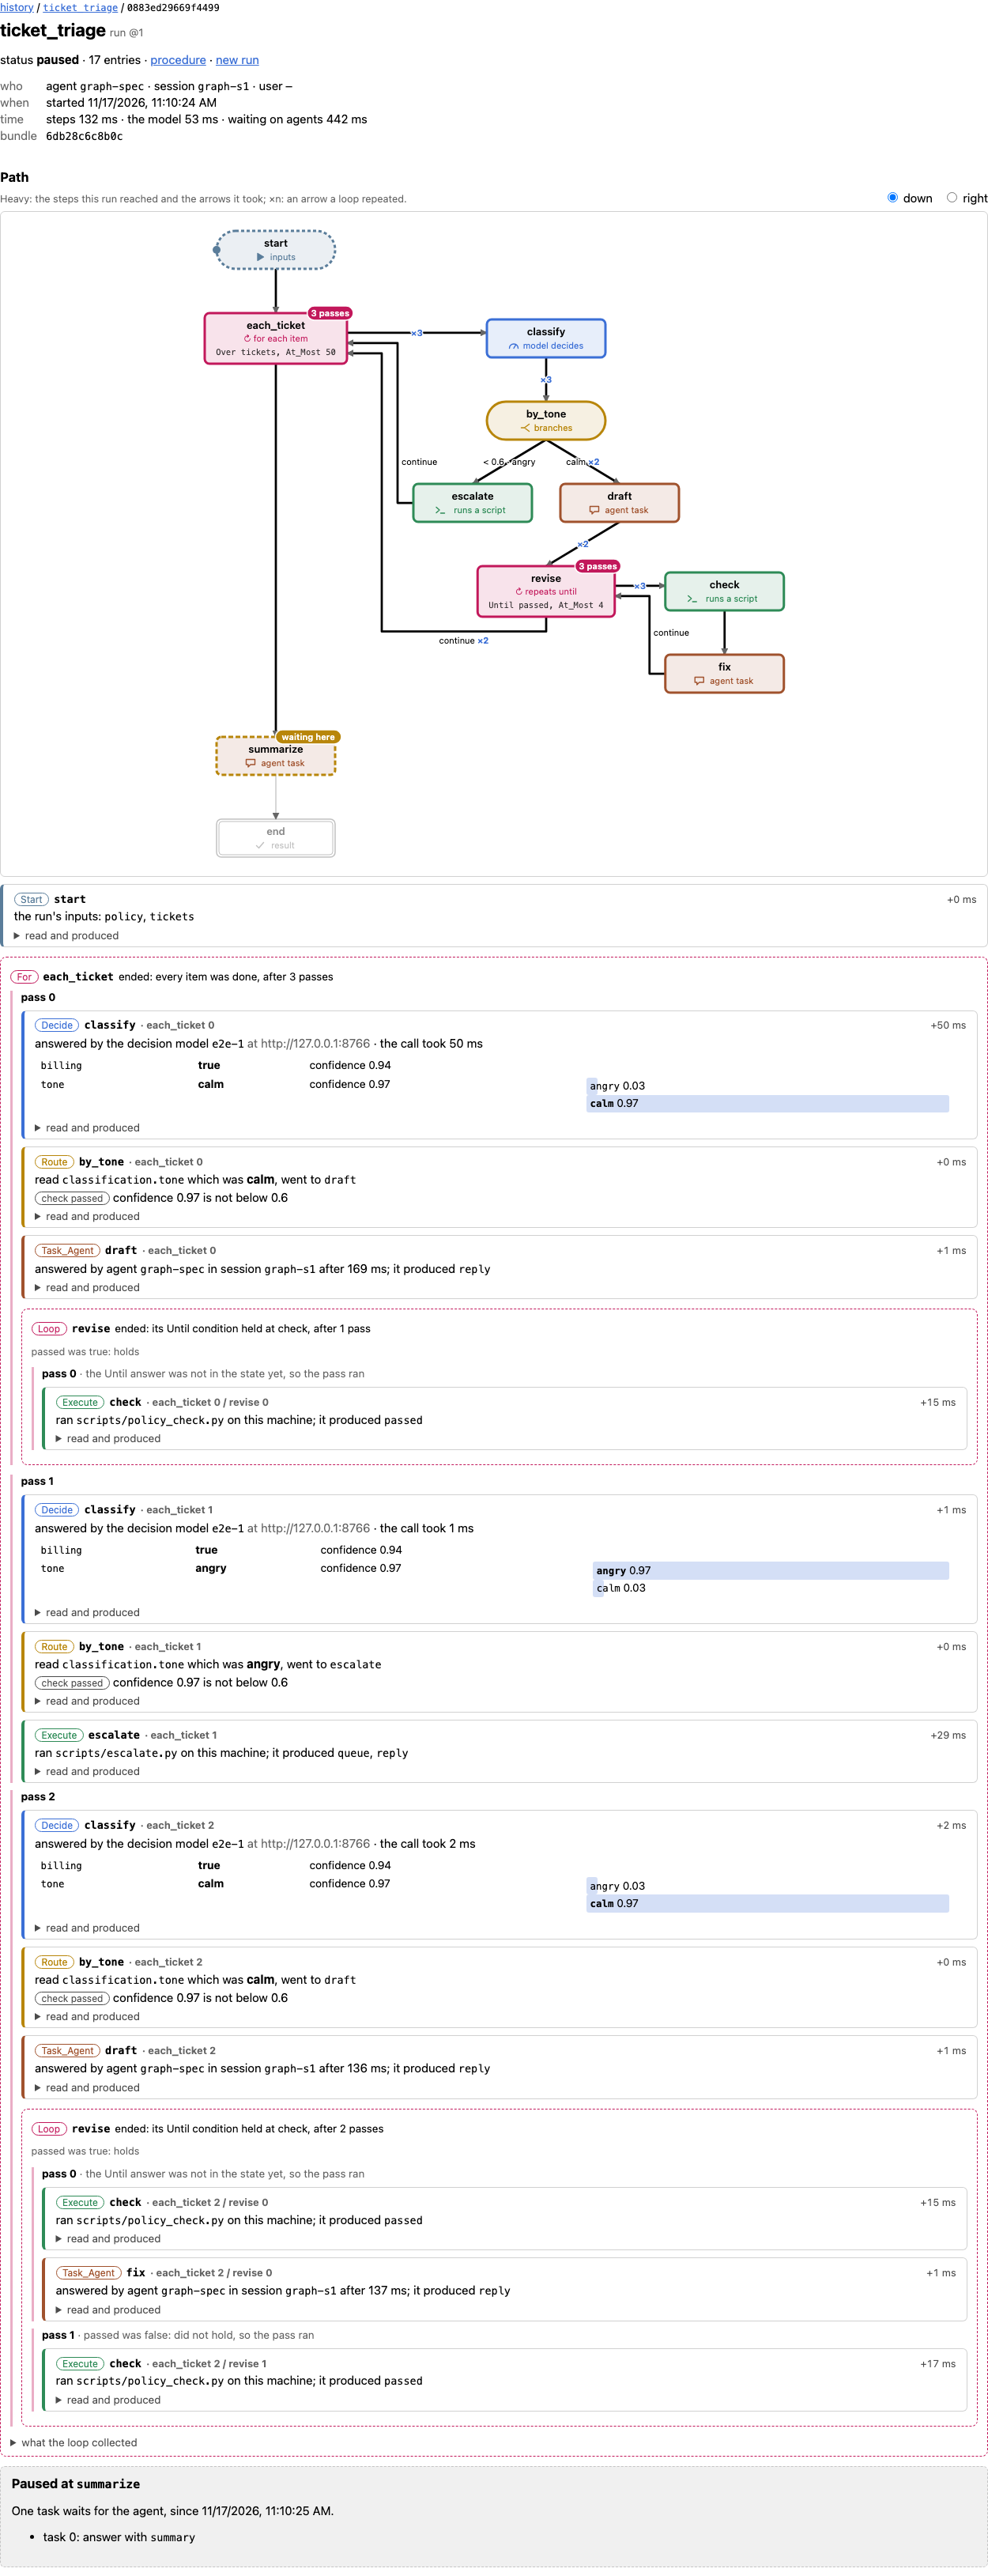 history / ticket_triage / 0883ed29669f4499
ticket_triage run @1
status paused · 17 entries · procedure · new run
who agent graph-spec · session graph-s1 · user –
when started 11/17/2026, 11:10:24 AM
time steps 132 ms · the model 53 ms · waiting on agents 442 ms
bundle 6db28c6c8b0c
Path
Heavy: the steps this run reached and the arrows it took; ×n: an arrow a loop repeated.
down right
start
inputs
3 passes
each_ticket
for each item
Over tickets, At_Most 50
×3
classify
model decides
×3
by_tone
branches
continue
< 0.6, angry
calm ×2
escalate
runs a script
draft
agent task
×2
3 passes
revise
repeats until
Until passed, At_Most 4
×3
check
runs a script
continue
continue ×2
fix
agent task
waiting here
summarize
agent task
end
result
Start start +0 ms
the run's inputs: policy, tickets
read and produced
For each_ticket ended: every item was done, after 3 passes
pass 0
Decide classify · each_ticket 0 +50 ms
answered by the decision model e2e-1 at http://127.0.0.1:8766 · the call took 50 ms
billing true confidence 0.94
tone calm confidence 0.97 angry 0.03
calm 0.97
read and produced
Route by_tone · each_ticket 0 +0 ms
read classification.tone which was calm, went to draft
check passed confidence 0.97 is not below 0.6
read and produced
Task_Agent draft · each_ticket 0 +1 ms
answered by agent graph-spec in session graph-s1 after 169 ms; it produced reply
read and produced
Loop revise ended: its Until condition held at check, after 1 pass
passed was true: holds
pass 0 · the Until answer was not in the state yet, so the pass ran
Execute check · each_ticket 0 / revise 0 +15 ms
ran scripts/policy_check.py on this machine; it produced passed
read and produced
pass 1
Decide classify · each_ticket 1 +1 ms
answered by the decision model e2e-1 at http://127.0.0.1:8766 · the call took 1 ms
billing true confidence 0.94
tone angry confidence 0.97 angry 0.97
calm 0.03
read and produced
Route by_tone · each_ticket 1 +0 ms
read classification.tone which was angry, went to escalate
check passed confidence 0.97 is not below 0.6
read and produced
Execute escalate · each_ticket 1 +29 ms
ran scripts/escalate.py on this machine; it produced queue, reply
read and produced
pass 2
Decide classify · each_ticket 2 +2 ms
answered by the decision model e2e-1 at http://127.0.0.1:8766 · the call took 2 ms
billing true confidence 0.94
tone calm confidence 0.97 angry 0.03
calm 0.97
read and produced
Route by_tone · each_ticket 2 +0 ms
read classification.tone which was calm, went to draft
check passed confidence 0.97 is not below 0.6
read and produced
Task_Agent draft · each_ticket 2 +1 ms
answered by agent graph-spec in session graph-s1 after 136 ms; it produced reply
read and produced
Loop revise ended: its Until condition held at check, after 2 passes
passed was true: holds
pass 0 · the Until answer was not in the state yet, so the pass ran
Execute check · each_ticket 2 / revise 0 +15 ms
ran scripts/policy_check.py on this machine; it produced passed
read and produced
Task_Agent fix · each_ticket 2 / revise 0 +1 ms
answered by agent graph-spec in session graph-s1 after 137 ms; it produced reply
read and produced
pass 1 · passed was false: did not hold, so the pass ran
Execute check · each_ticket 2 / revise 1 +17 ms
ran scripts/policy_check.py on this machine; it produced passed
read and produced
what the loop collected
Paused at summarize
One task waits for the agent, since 11/17/2026, 11:10:25 AM.
• task 0: answer with summary